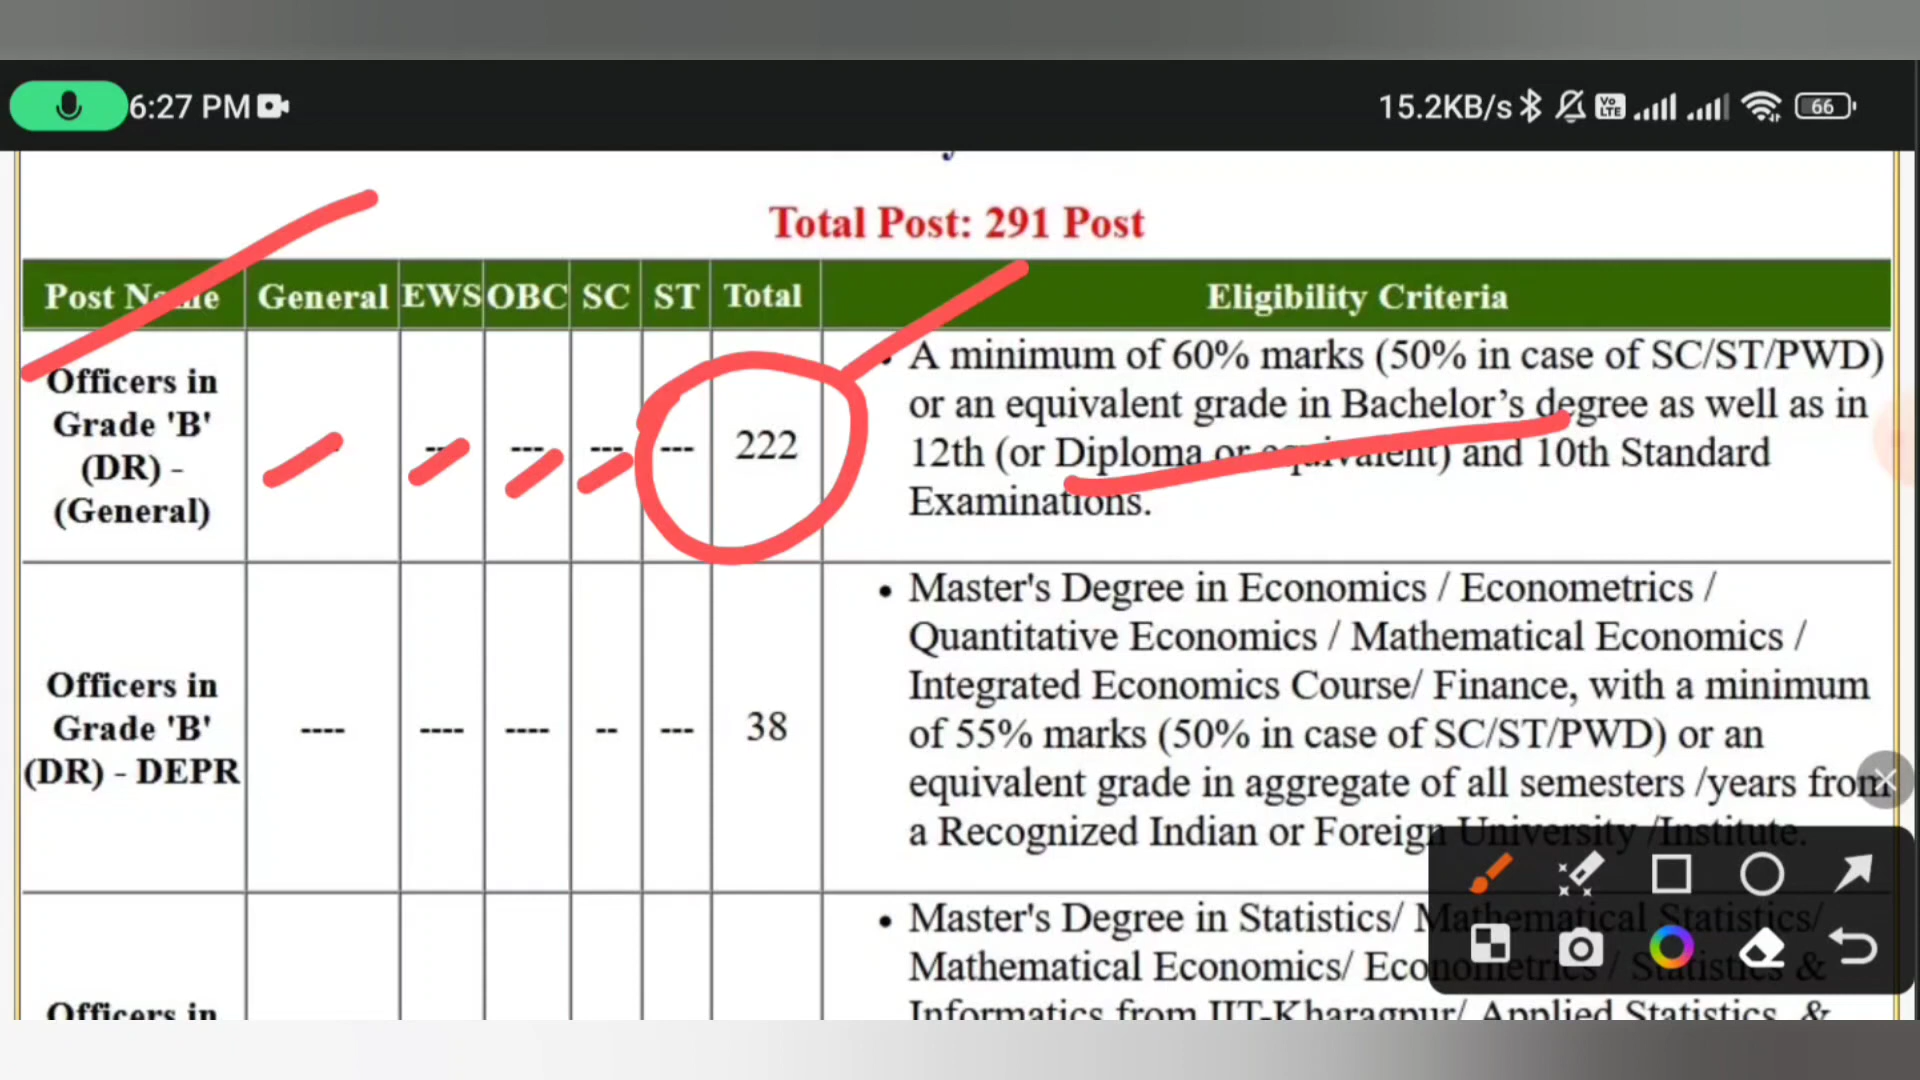 6:27 PM
15.2KB/s
Vo LTE
66
Total Post: 291 Post
Post Name General EWS OBC SC ST Total Eligibility Criteria
Officers in
Grade 'B'
(DR) -
(General)
--- --- --- --- 222
A minimum of 60% marks (50% in case of SC/ST/PWD)
or an equivalent grade in Bachelor’s degree as well as in
12th (or Diploma or equivalent) and 10th Standard
Examinations.
Officers in
Grade 'B'
(DR) - DEPR
---- ---- ---- -- --- 38
• Master's Degree in Economics / Econometrics /
Quantitative Economics / Mathematical Economics /
Integrated Economics Course/ Finance, with a minimum
of 55% marks (50% in case of SC/ST/PWD) or an
equivalent grade in aggregate of all semesters /years from
a Recognized Indian or Foreign University /Institute.
Officers in
• Master's Degree in Statistics/ Mathematical Statistics/
Mathematical Economics/ Econometrics / Statistics &
Informatics from IIT-Kharagpur/ Applied Statistics &